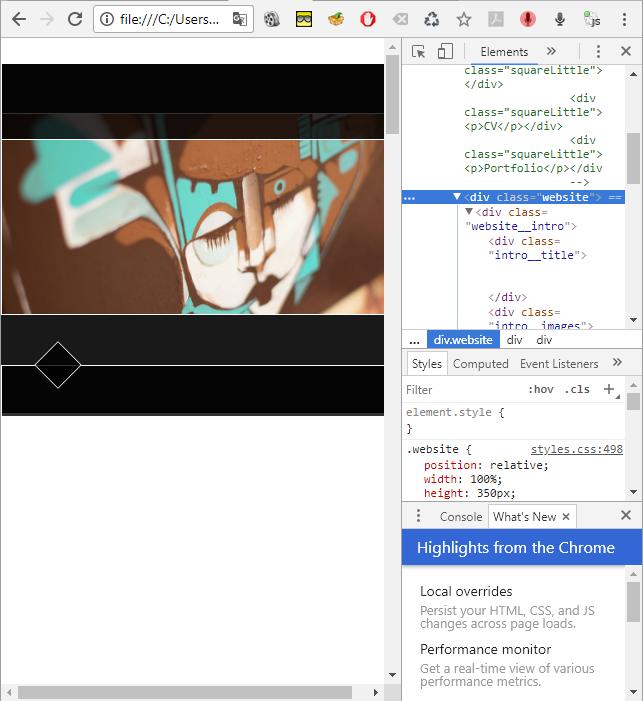 file:///C:/Users...
js
Elements
class="squareLittle">
</div>
<div
class="squareLittle">
<p>CV</p></div>
<div
class="squareLittle">
<p>Portfolio</p></div
-->
... ▼<div class="website"> ==
▼<div class=
"website__intro">
<div class=
"intro__title">
</div>
<div class=
"intro__images">
... div.website div div
Styles Computed Event Listeners »
Filter :hov .cls +
element.style {
}
.website { styles.css:498
position: relative;
width: 100%;
height: 350px;
Console What's New ×
Highlights from the Chrome
Local overrides
Persist your HTML, CSS, and JS
changes across page loads.
Performance monitor
Get a real-time view of various
performance metrics.